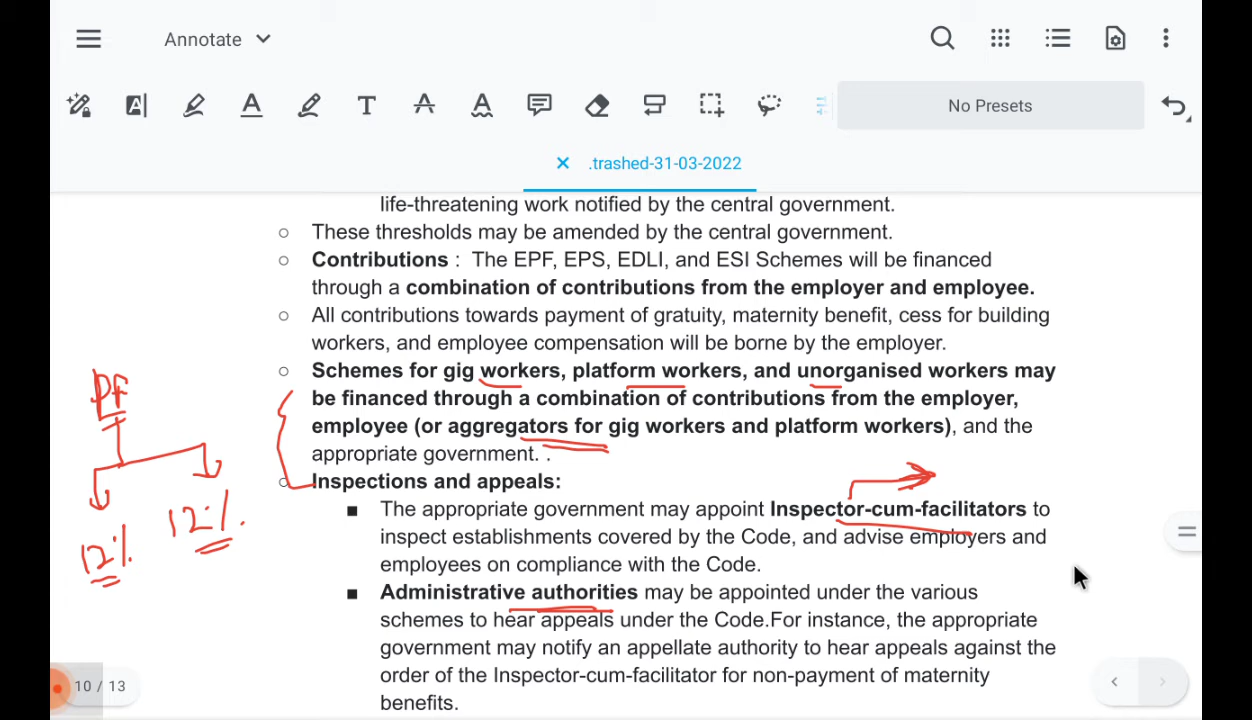 Annotate
No Presets
.trashed-31-03-2022
life-threatening work notified by the central government.
These thresholds may be amended by the central government.
Contributions : The EPF, EPS, EDLI, and ESI Schemes will be financed
through a combination of contributions from the employer and employee.
All contributions towards payment of gratuity, maternity benefit, cess for building
workers, and employee compensation will be borne by the employer.
Schemes for gig workers, platform workers, and unorganised workers may
be financed through a combination of contributions from the employer,
employee (or aggregators for gig workers and platform workers), and the
appropriate government. .
Inspections and appeals:
The appropriate government may appoint Inspector-cum-facilitators to
inspect establishments covered by the Code, and advise employers and
employees on compliance with the Code.
Administrative authorities may be appointed under the various
schemes to hear appeals under the Code.For instance, the appropriate
government may notify an appellate authority to hear appeals against the
order of the Inspector-cum-facilitator for non-payment of maternity
benefits.
PF
12%
12%.
10 / 13